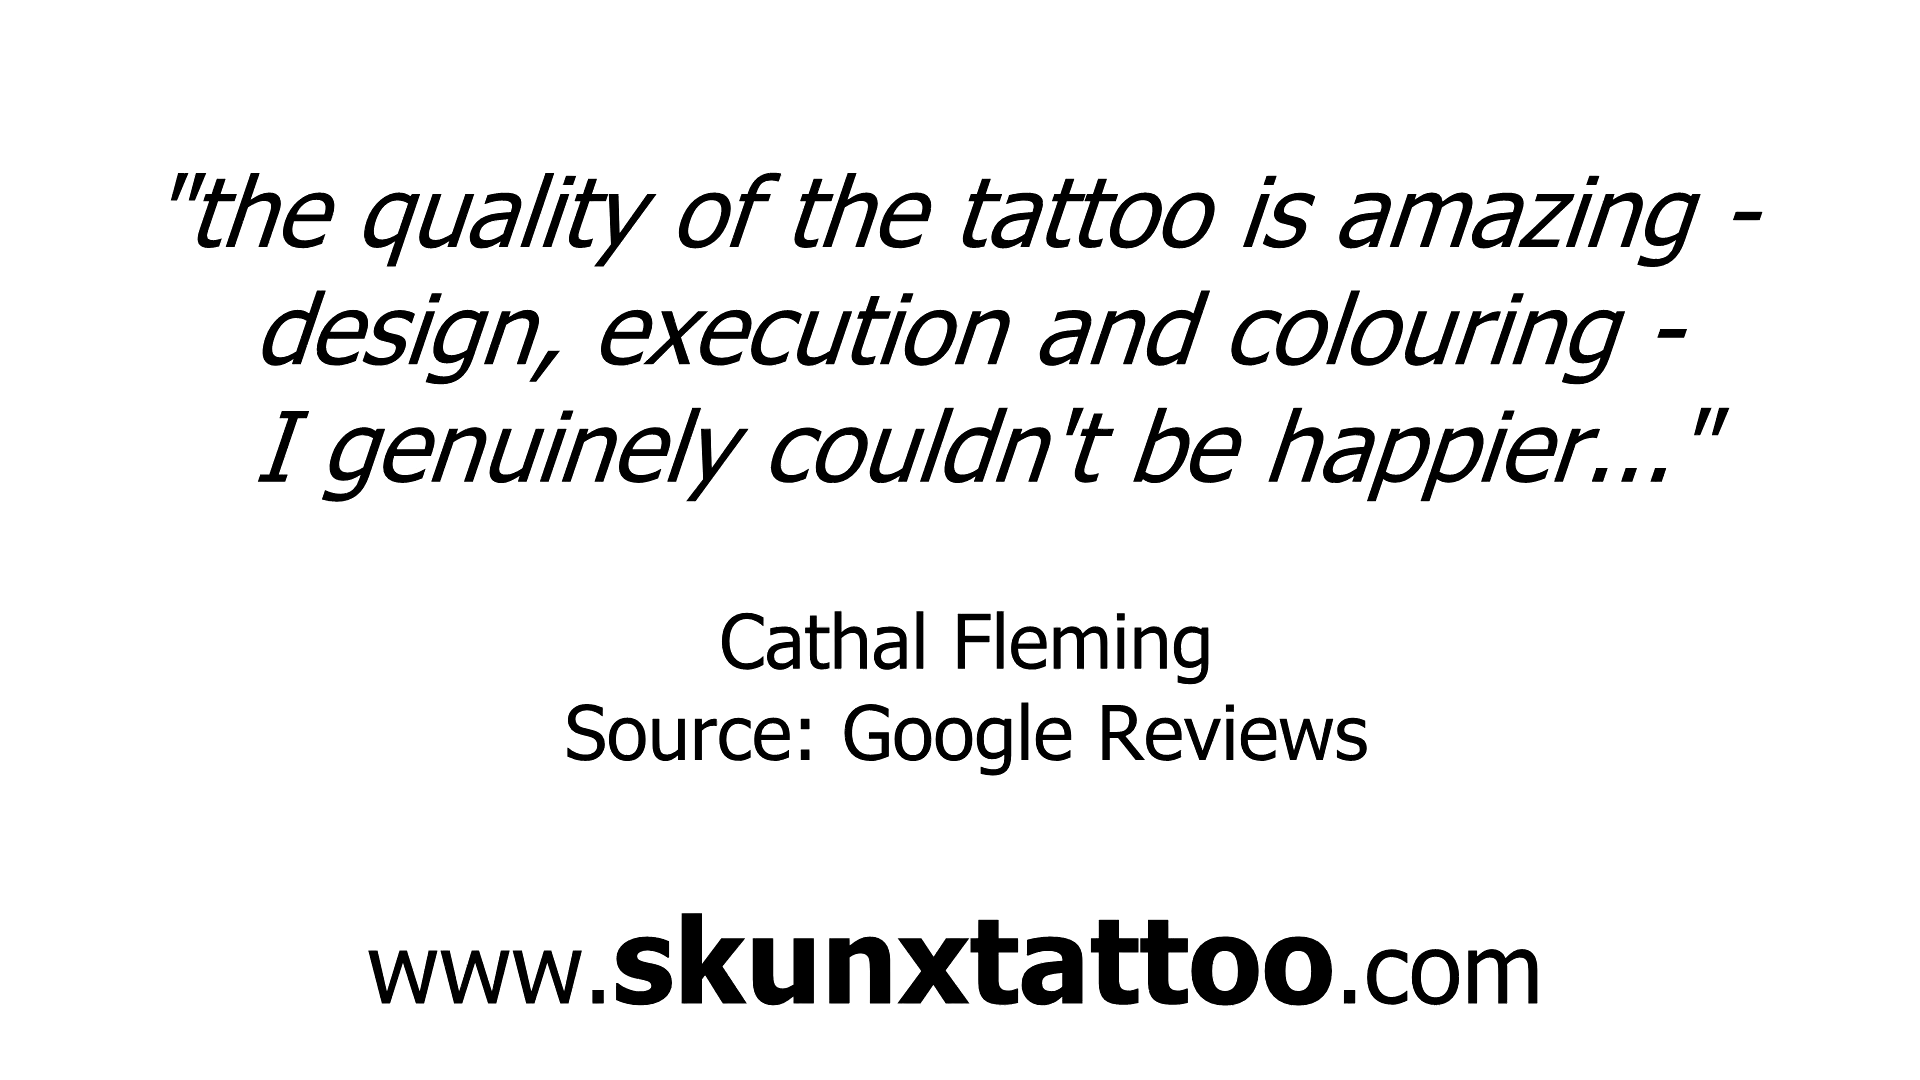 "the quality of the tattoo is amazing -
design, execution and colouring -
I genuinely couldn't be happier..."
Cathal Fleming
Source: Google Reviews
www.skunxtattoo.com